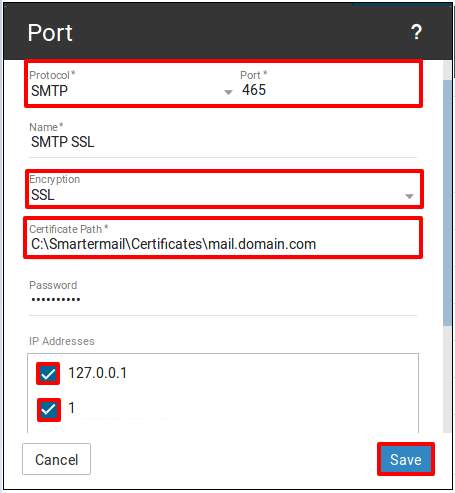 Port ?
Protocol * Port *
SMTP 465
Name *
SMTP SSL
Encryption
SSL
Certificate Path *
C:\Smartermail\Certificates\mail.domain.com
Password
••••••••••
IP Addresses
127.0.0.1
1
Cancel Save